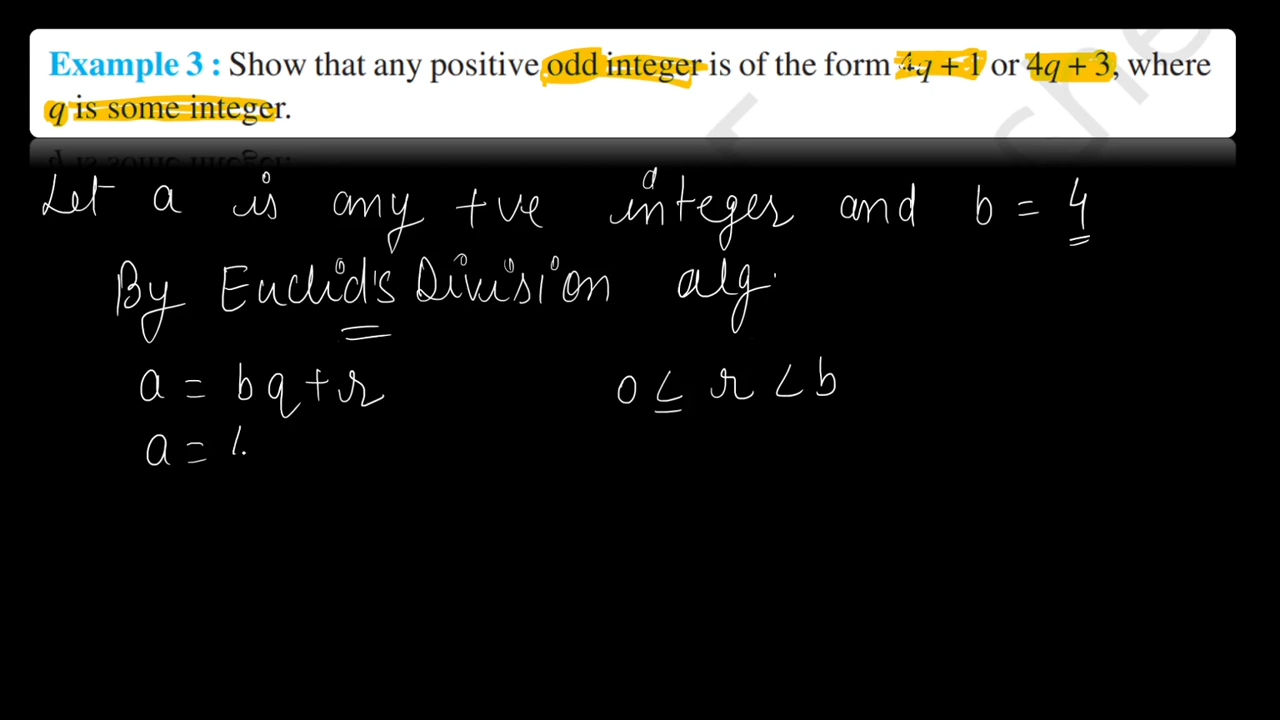 Example 3 : Show that any positive odd integer is of the form 4q + 1 or 4q + 3, where
q is some integer.
Let a is any +ve integer and b = 4
By Euclid's Division alg.
a = bq + r 0 ≤ r < b
a =